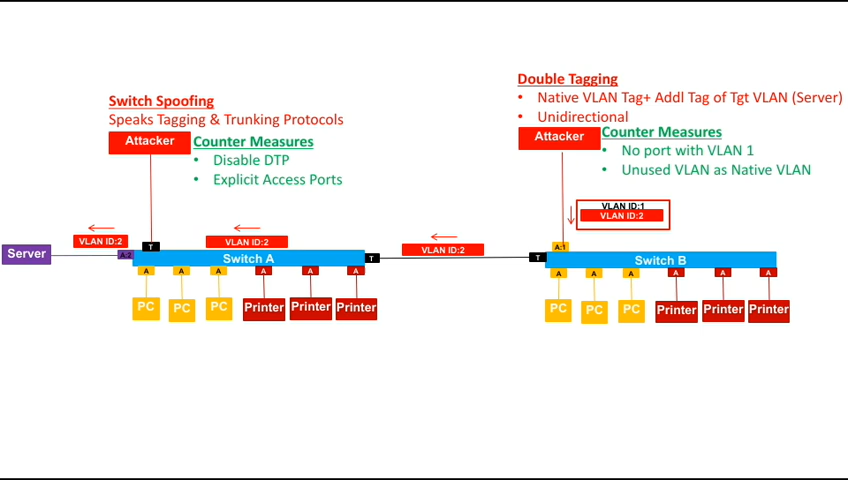 Switch Spoofing
Speaks Tagging & Trunking Protocols
Attacker
Counter Measures
• Disable DTP
• Explicit Access Ports
Double Tagging
• Native VLAN Tag+ Addl Tag of Tgt VLAN (Server)
• Unidirectional
Attacker
Counter Measures
• No port with VLAN 1
• Unused VLAN as Native VLAN
VLAN ID:1
VLAN ID:2
Server
VLAN ID:2
A:2
T
VLAN ID:2
Switch A
T
VLAN ID:2
T
A:1
Switch B
A A A A A A
PC PC PC Printer Printer Printer
A A A A A A
PC PC PC Printer Printer Printer